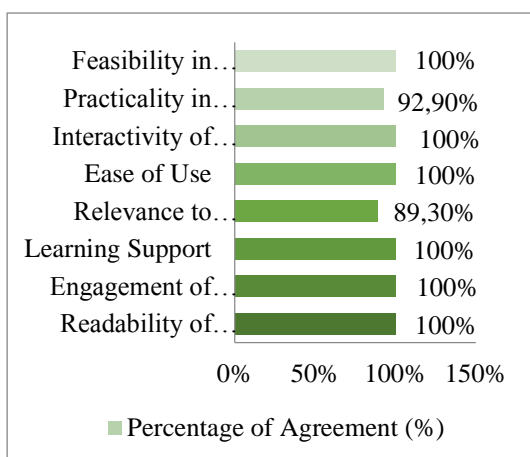 Feasibility in… 100%
Practicality in… 92,90%
Interactivity of… 100%
Ease of Use 100%
Relevance to… 89,30%
Learning Support 100%
Engagement of… 100%
Readability of… 100%
0% 50% 100% 150%
Percentage of Agreement (%)